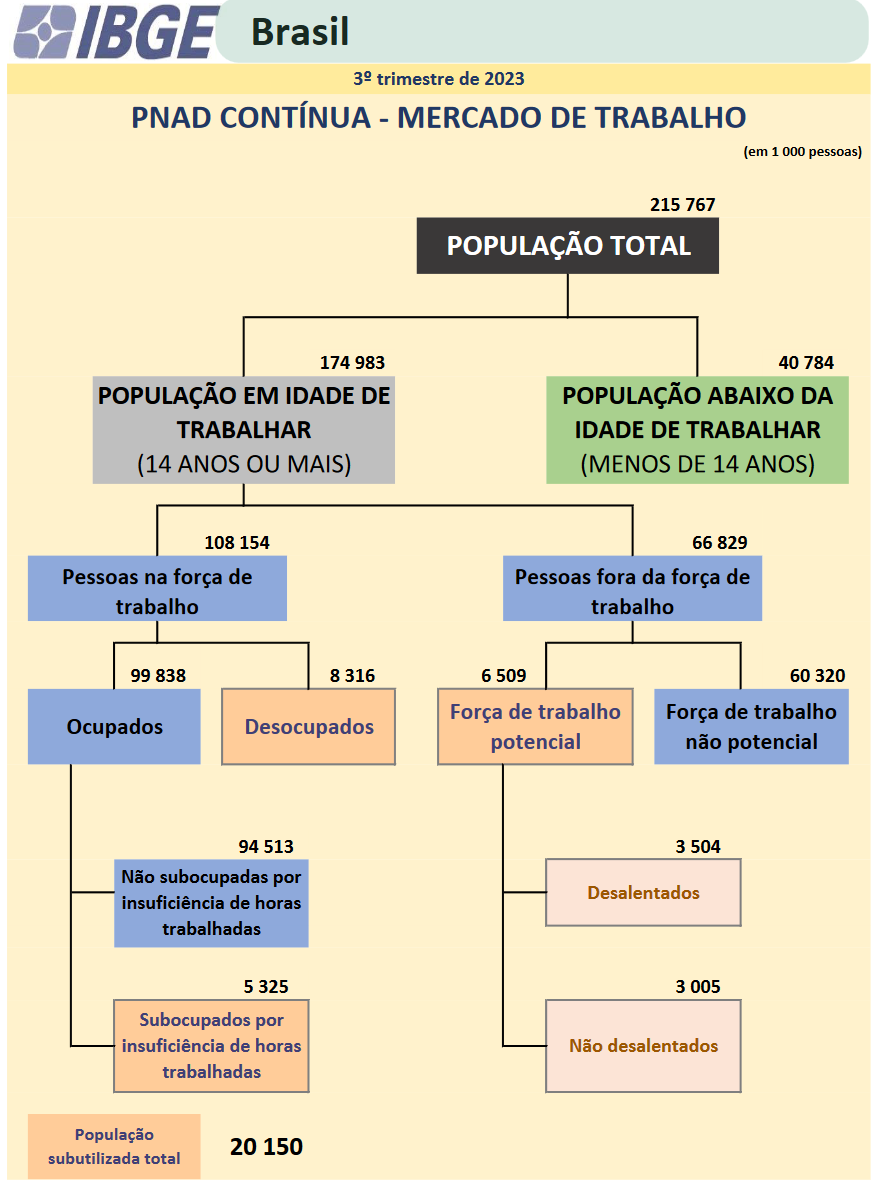 IBGE Brasil
3º trimestre de 2023
PNAD CONTÍNUA - MERCADO DE TRABALHO
(em 1 000 pessoas)
215 767
POPULAÇÃO TOTAL
174 983
POPULAÇÃO EM IDADE DE
TRABALHAR
(14 ANOS OU MAIS)
40 784
POPULAÇÃO ABAIXO DA
IDADE DE TRABALHAR
(MENOS DE 14 ANOS)
108 154
Pessoas na força de
trabalho
66 829
Pessoas fora da força de
trabalho
99 838
Ocupados
8 316
Desocupados
6 509
Força de trabalho
potencial
60 320
Força de trabalho
não potencial
94 513
Não subocupadas por
insuficiência de horas
trabalhadas
3 504
Desalentados
5 325
Subocupados por
insuficiência de horas
trabalhadas
3 005
Não desalentados
População
subutilizada total
20 150